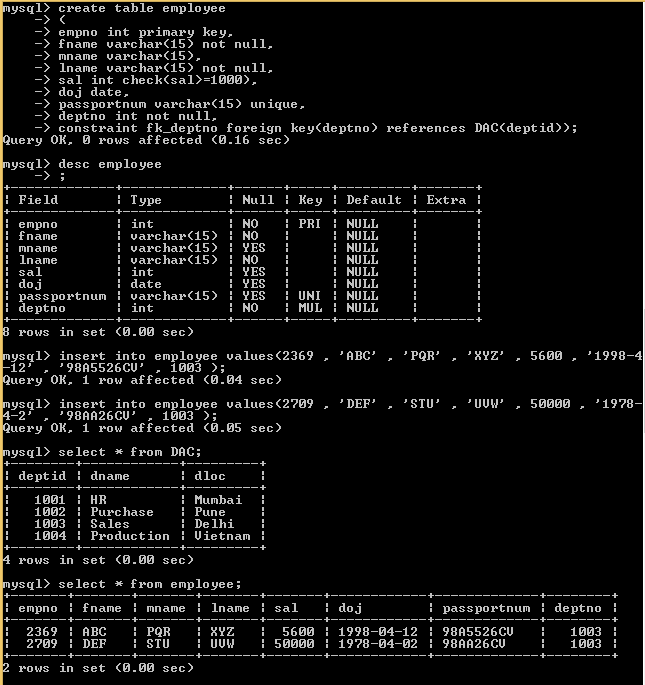 mysql> create table employee
    -> (
    -> empno int primary key,
    -> fname varchar(15) not null,
    -> mname varchar(15),
    -> lname varchar(15) not null,
    -> sal int check(sal>=1000),
    -> doj date,
    -> passportnum varchar(15) unique,
    -> deptno int not null,
    -> constraint fk_deptno foreign key(deptno) references DAC(deptid));
Query OK, 0 rows affected (0.16 sec)
mysql> desc employee
    -> ;
+-------------+-------------+------+-----+---------+-------+
| Field       | Type        | Null | Key | Default | Extra |
+-------------+-------------+------+-----+---------+-------+
| empno       | int         | NO   | PRI | NULL    |       |
| fname       | varchar(15) | NO   |     | NULL    |       |
| mname       | varchar(15) | YES  |     | NULL    |       |
| lname       | varchar(15) | NO   |     | NULL    |       |
| sal         | int         | YES  |     | NULL    |       |
| doj         | date        | YES  |     | NULL    |       |
| passportnum | varchar(15) | YES  | UNI | NULL    |       |
| deptno      | int         | NO   | MUL | NULL    |       |
+-------------+-------------+------+-----+---------+-------+
8 rows in set (0.00 sec)
mysql> insert into employee values(2369 , 'ABC' , 'PQR' , 'XYZ' , 5600 , '1998-4
-12' , '98A5526CV' , 1003 );
Query OK, 1 row affected (0.04 sec)
mysql> insert into employee values(2709 , 'DEF' , 'STU' , 'UVW' , 50000 , '1978-
4-2' , '98AA26CV' , 1003 );
Query OK, 1 row affected (0.05 sec)
mysql> select * from DAC;
+--------+------------+---------+
| deptid | dname      | dloc    |
+--------+------------+---------+
|   1001 | HR         | Mumbai  |
|   1002 | Purchase   | Pune    |
|   1003 | Sales      | Delhi   |
|   1004 | Production | Vietnam |
+--------+------------+---------+
4 rows in set (0.00 sec)
mysql> select * from employee;
+-------+-------+-------+-------+-------+------------+-------------+--------+
| empno | fname | mname | lname | sal   | doj        | passportnum | deptno |
+-------+-------+-------+-------+-------+------------+-------------+--------+
|  2369 | ABC   | PQR   | XYZ   |  5600 | 1998-04-12 | 98A5526CV   |   1003 |
|  2709 | DEF   | STU   | UVW   | 50000 | 1978-04-02 | 98AA26CV    |   1003 |
+-------+-------+-------+-------+-------+------------+-------------+--------+
2 rows in set (0.00 sec)